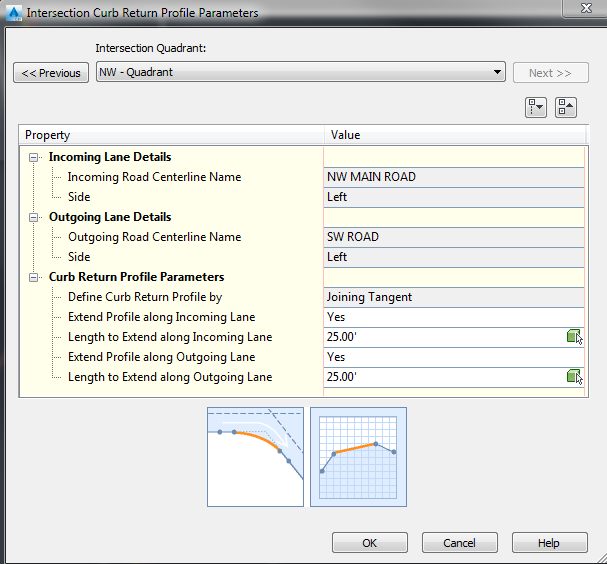 Intersection Curb Return Profile Parameters
Intersection Quadrant:
<< Previous
NW - Quadrant
Next >>
Property Value
Incoming Lane Details
Incoming Road Centerline Name NW MAIN ROAD
Side Left
Outgoing Lane Details
Outgoing Road Centerline Name SW ROAD
Side Left
Curb Return Profile Parameters
Define Curb Return Profile by Joining Tangent
Extend Profile along Incoming Lane Yes
Length to Extend along Incoming Lane 25.00'
Extend Profile along Outgoing Lane Yes
Length to Extend along Outgoing Lane 25.00'
OK Cancel Help